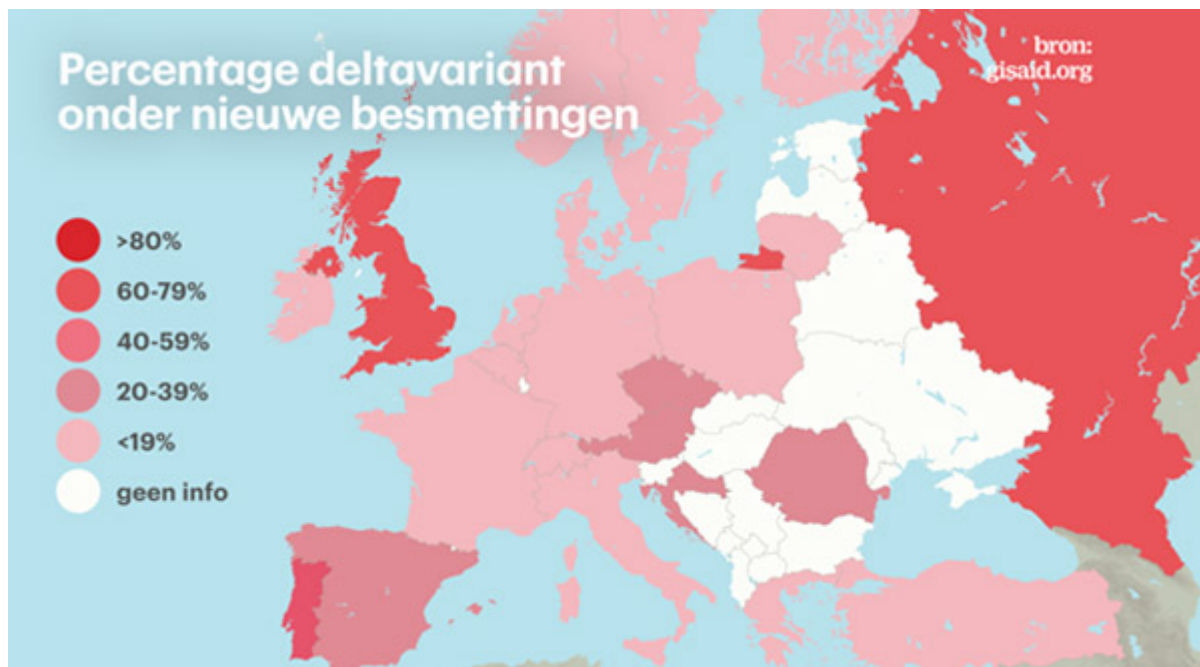 Percentage deltavariant
onder nieuwe besmettingen
bron:
gisaid.org
>80%
60-79%
40-59%
20-39%
<19%
geen info